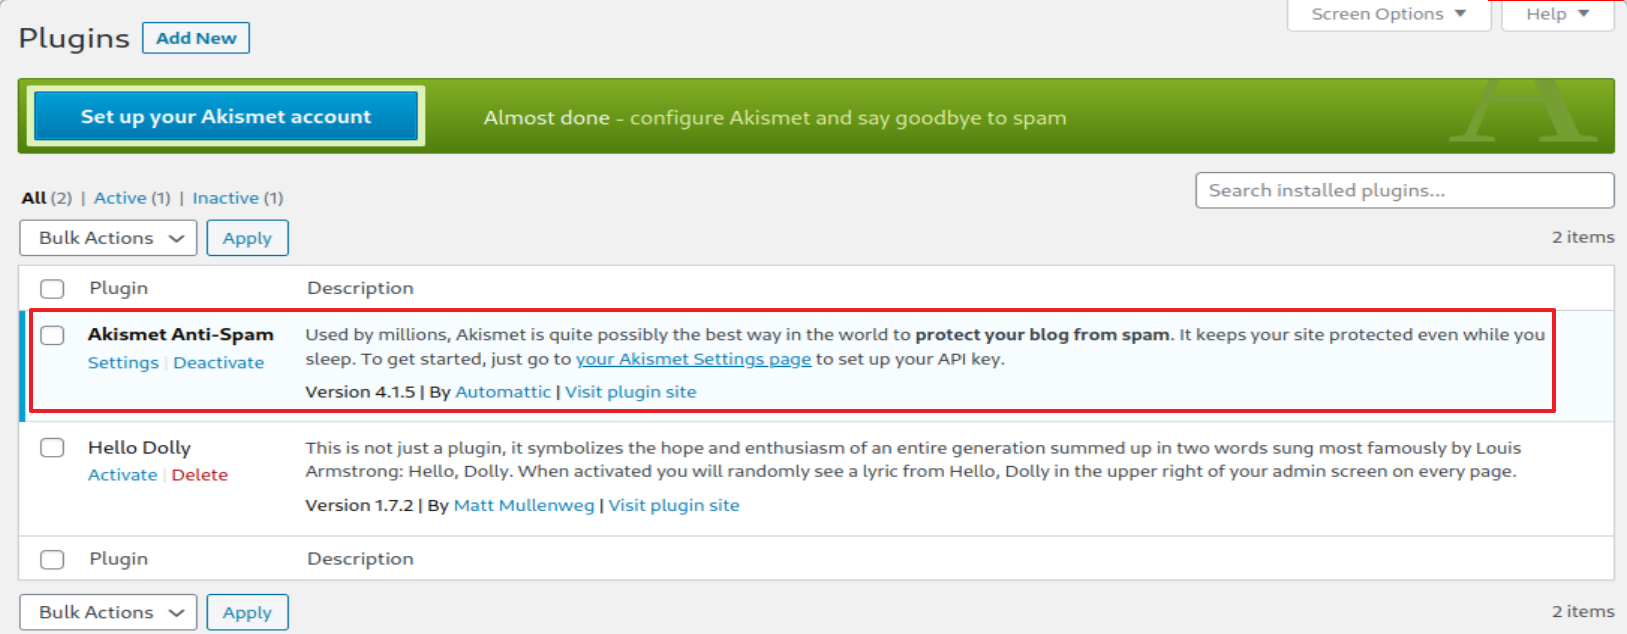 Screen Options ▼ Help ▼
Plugins Add New
Set up your Akismet account Almost done - configure Akismet and say goodbye to spam
All (2) | Active (1) | Inactive (1)
Search installed plugins...
Bulk Actions Apply 2 items
Plugin Description
Akismet Anti-Spam Used by millions, Akismet is quite possibly the best way in the world to protect your blog from spam. It keeps your site protected even while you
Settings | Deactivate sleep. To get started, just go to your Akismet Settings page to set up your API key.
Version 4.1.5 | By Automattic | Visit plugin site
Hello Dolly This is not just a plugin, it symbolizes the hope and enthusiasm of an entire generation summed up in two words sung most famously by Louis
Activate | Delete Armstrong: Hello, Dolly. When activated you will randomly see a lyric from Hello, Dolly in the upper right of your admin screen on every page.
Version 1.7.2 | By Matt Mullenweg | Visit plugin site
Plugin Description
Bulk Actions Apply 2 items